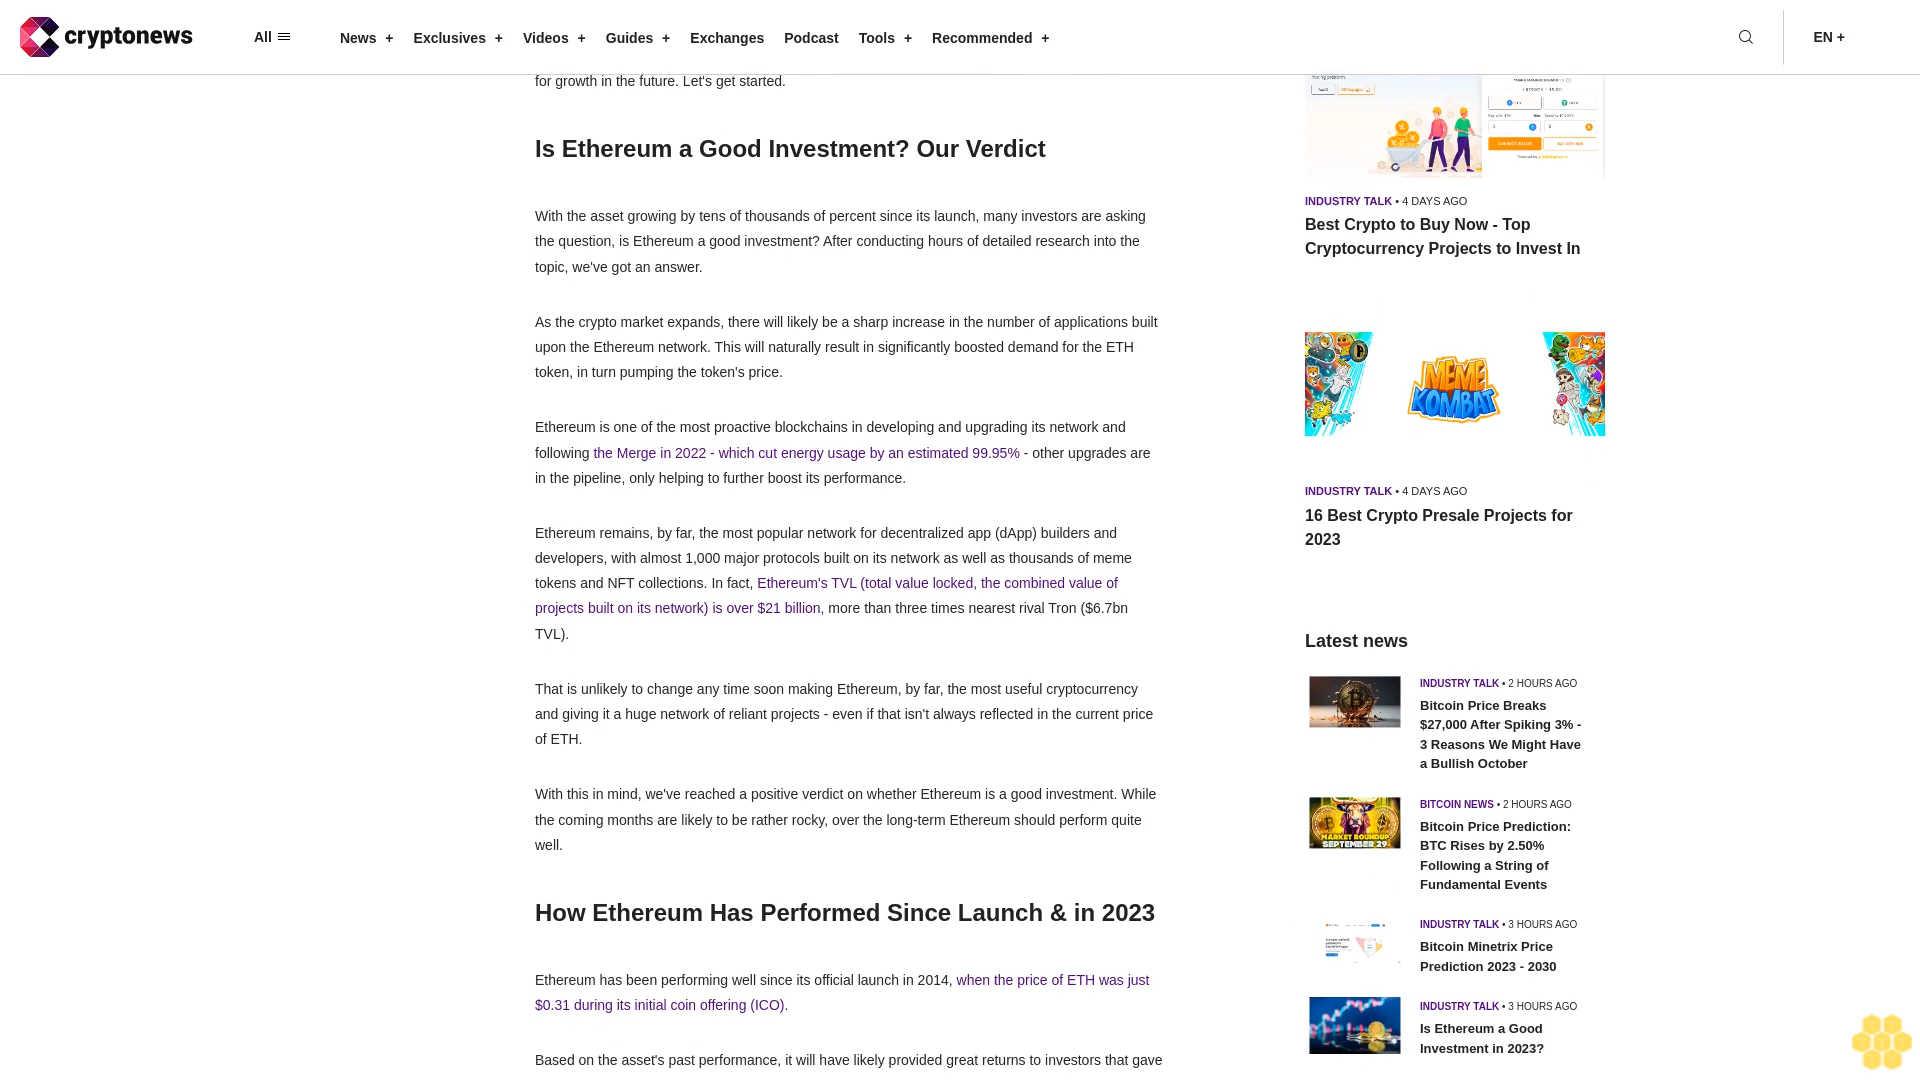 cryptonews
All
News +
Exclusives +
Videos +
Guides +
Exchanges
Podcast
Tools +
Recommended +
EN +
for growth in the future. Let's get started.
Is Ethereum a Good Investment? Our Verdict
With the asset growing by tens of thousands of percent since its launch, many investors are asking
the question, is Ethereum a good investment? After conducting hours of detailed research into the
topic, we've got an answer.
As the crypto market expands, there will likely be a sharp increase in the number of applications built
upon the Ethereum network. This will naturally result in significantly boosted demand for the ETH
token, in turn pumping the token's price.
Ethereum is one of the most proactive blockchains in developing and upgrading its network and
following the Merge in 2022 - which cut energy usage by an estimated 99.95% - other upgrades are
in the pipeline, only helping to further boost its performance.
Ethereum remains, by far, the most popular network for decentralized app (dApp) builders and
developers, with almost 1,000 major protocols built on its network as well as thousands of meme
tokens and NFT collections. In fact, Ethereum's TVL (total value locked, the combined value of
projects built on its network) is over $21 billion, more than three times nearest rival Tron ($6.7bn
TVL).
That is unlikely to change any time soon making Ethereum, by far, the most useful cryptocurrency
and giving it a huge network of reliant projects - even if that isn't always reflected in the current price
of ETH.
With this in mind, we've reached a positive verdict on whether Ethereum is a good investment. While
the coming months are likely to be rather rocky, over the long-term Ethereum should perform quite
well.
How Ethereum Has Performed Since Launch & in 2023
Ethereum has been performing well since its official launch in 2014, when the price of ETH was just
$0.31 during its initial coin offering (ICO).
Based on the asset's past performance, it will have likely provided great returns to investors that gave
INDUSTRY TALK • 4 DAYS AGO
Best Crypto to Buy Now - Top
Cryptocurrency Projects to Invest In
MEME
KOMBAT
INDUSTRY TALK • 4 DAYS AGO
16 Best Crypto Presale Projects for
2023
Latest news
INDUSTRY TALK • 2 HOURS AGO
Bitcoin Price Breaks
$27,000 After Spiking 3% -
3 Reasons We Might Have
a Bullish October
MARKET ROUNDUP
SEPTEMBER 29
BITCOIN NEWS • 2 HOURS AGO
Bitcoin Price Prediction:
BTC Rises by 2.50%
Following a String of
Fundamental Events
INDUSTRY TALK • 3 HOURS AGO
Bitcoin Minetrix Price
Prediction 2023 - 2030
INDUSTRY TALK • 3 HOURS AGO
Is Ethereum a Good
Investment in 2023?